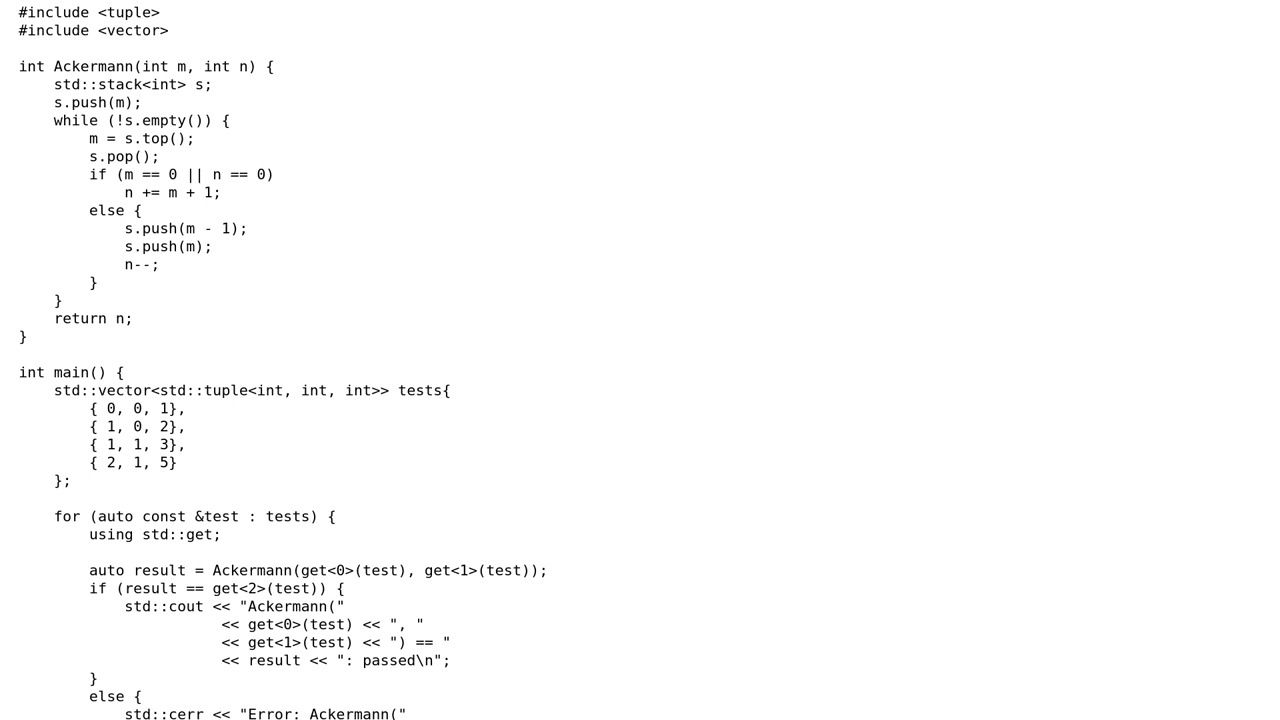 #include <tuple>
#include <vector>

int Ackermann(int m, int n) {
    std::stack<int> s;
    s.push(m);
    while (!s.empty()) {
        m = s.top();
        s.pop();
        if (m == 0 || n == 0)
            n += m + 1;
        else {
            s.push(m - 1);
            s.push(m);
            n--;
        }
    }
    return n;
}

int main() {
    std::vector<std::tuple<int, int, int>> tests{
        { 0, 0, 1},
        { 1, 0, 2},
        { 1, 1, 3},
        { 2, 1, 5}
    };

    for (auto const &test : tests) {
        using std::get;

        auto result = Ackermann(get<0>(test), get<1>(test));
        if (result == get<2>(test)) {
            std::cout << "Ackermann("
                       << get<0>(test) << ", "
                       << get<1>(test) << ") == "
                       << result << ": passed\n";
        }
        else {
            std::cerr << "Error: Ackermann("